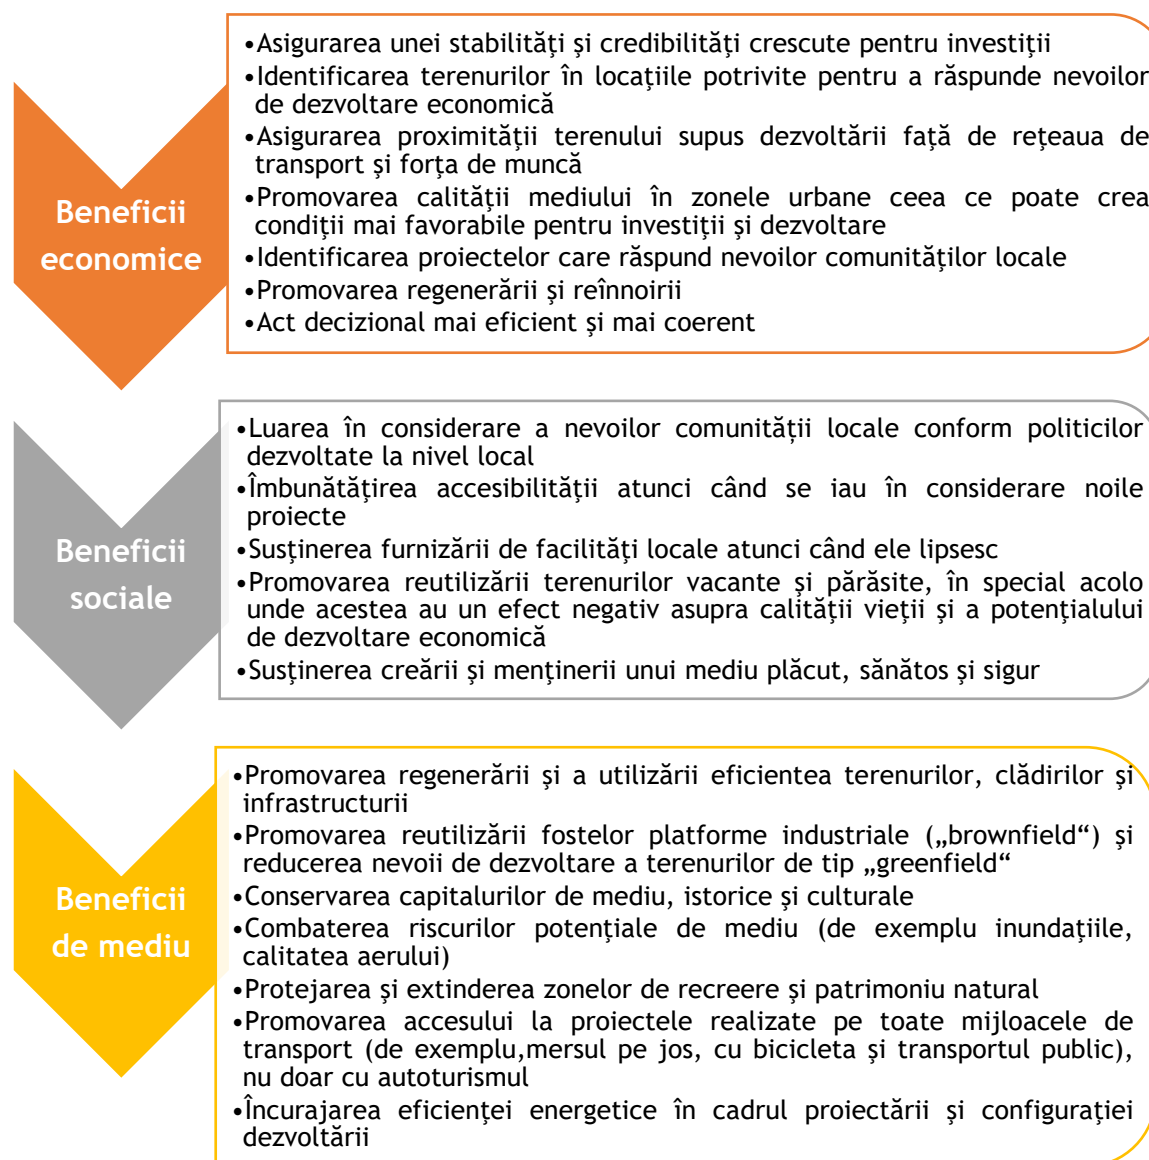 Beneficii
economice
•Asigurarea unei stabilităţi şi credibilităţi crescute pentru investiţii
•Identificarea terenurilor în locaţiile potrivite pentru a răspunde nevoilor
de dezvoltare economică
•Asigurarea proximităţii terenului supus dezvoltării faţă de reţeaua de
transport şi forţa de muncă
•Promovarea calităţii mediului în zonele urbane ceea ce poate crea
condiţii mai favorabile pentru investiţii şi dezvoltare
•Identificarea proiectelor care răspund nevoilor comunităţilor locale
•Promovarea regenerării şi reînnoirii
•Act decizional mai eficient şi mai coerent
Beneficii
sociale
•Luarea în considerare a nevoilor comunităţii locale conform politicilor
dezvoltate la nivel local
•Îmbunătăţirea accesibilităţii atunci când se iau în considerare noile
proiecte
•Susţinerea furnizării de facilităţi locale atunci când ele lipsesc
•Promovarea reutilizării terenurilor vacante şi părăsite, în special acolo
unde acestea au un efect negativ asupra calităţii vieţii şi a potenţialului
de dezvoltare economică
•Susţinerea creării şi menţinerii unui mediu plăcut, sănătos şi sigur
Beneficii
de mediu
•Promovarea regenerării şi a utilizării eficientea terenurilor, clădirilor şi
infrastructurii
•Promovarea reutilizării fostelor platforme industriale („brownfield“) şi
reducerea nevoii de dezvoltare a terenurilor de tip „greenfield“
•Conservarea capitalurilor de mediu, istorice şi culturale
•Combaterea riscurilor potenţiale de mediu (de exemplu inundaţiile,
calitatea aerului)
•Protejarea şi extinderea zonelor de recreere şi patrimoniu natural
•Promovarea accesului la proiectele realizate pe toate mijloacele de
transport (de exemplu,mersul pe jos, cu bicicleta şi transportul public),
nu doar cu autoturismul
•Încurajarea eficienţei energetice în cadrul proiectării şi configuraţiei
dezvoltării